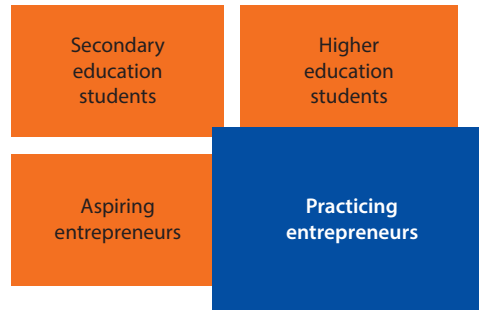 Secondary
education
students
Higher
education
students
Aspiring
entrepreneurs
Practicing
entrepreneurs